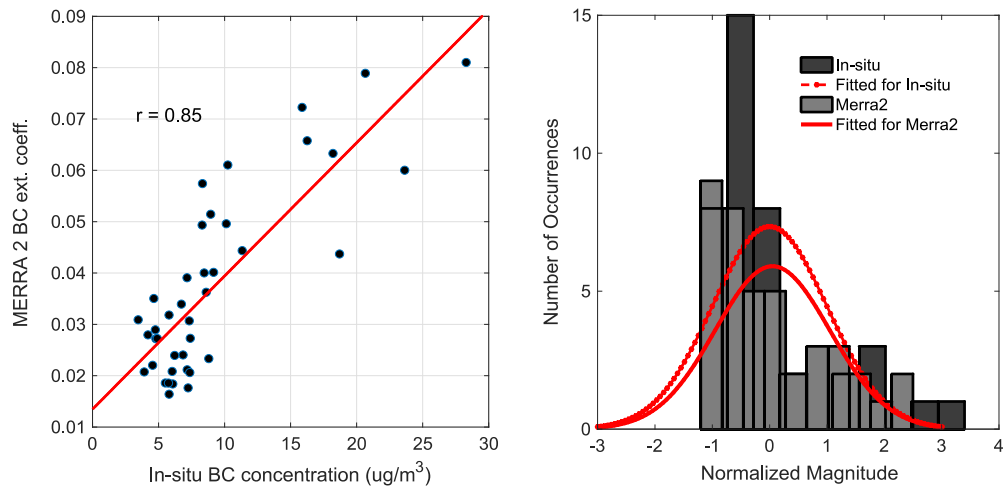 0.09
0.08
0.07
0.06
0.05
0.04
0.03
0.02
0.01
MERRA 2 BC ext. coeff.
r = 0.85
0 5 10 15 20 25 30
In-situ BC concentration (ug/m³)
15
10
5
0
Number of Occurrences
In-situ
Fitted for In-situ
Merra2
Fitted for Merra2
-3 -2 -1 0 1 2 3 4
Normalized Magnitude